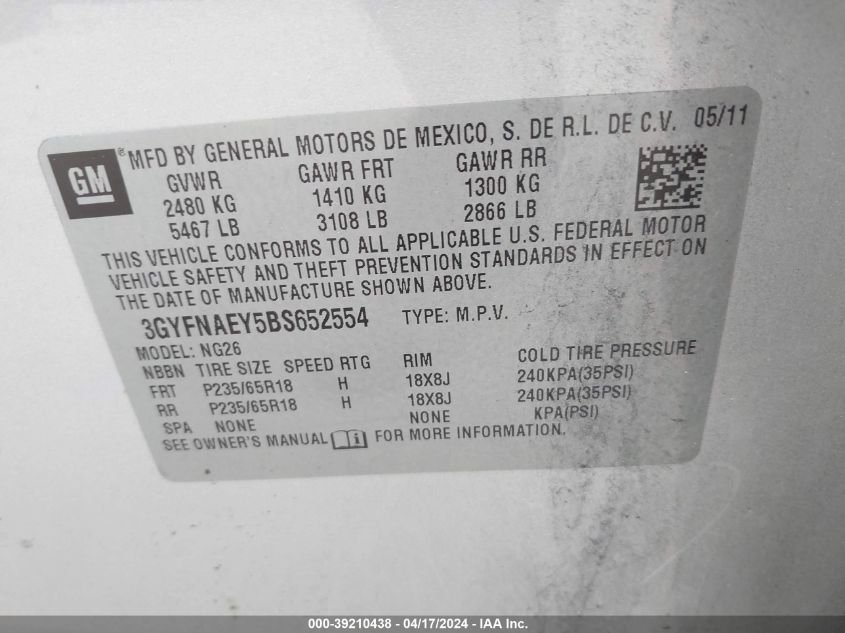 GM
® MFD BY GENERAL MOTORS DE MEXICO, S. DE R.L. DE C.V. 05/11
GVWR GAWR FRT GAWR RR
2480 KG 1410 KG 1300 KG
5467 LB 3108 LB 2866 LB
THIS VEHICLE CONFORMS TO ALL APPLICABLE U.S. FEDERAL MOTOR
VEHICLE SAFETY AND THEFT PREVENTION STANDARDS IN EFFECT ON
THE DATE OF MANUFACTURE SHOWN ABOVE.
3GYFNAEY5BS652554 TYPE: M.P.V.
MODEL: NG26
NBBN TIRE SIZE SPEED RTG RIM COLD TIRE PRESSURE
FRT P235/65R18 H 18X8J 240KPA(35PSI)
RR P235/65R18 H 18X8J 240KPA(35PSI)
SPA NONE NONE KPA(PSI)
SEE OWNER'S MANUAL i FOR MORE INFORMATION.
000-39210438 - 04/17/2024 - IAA Inc.